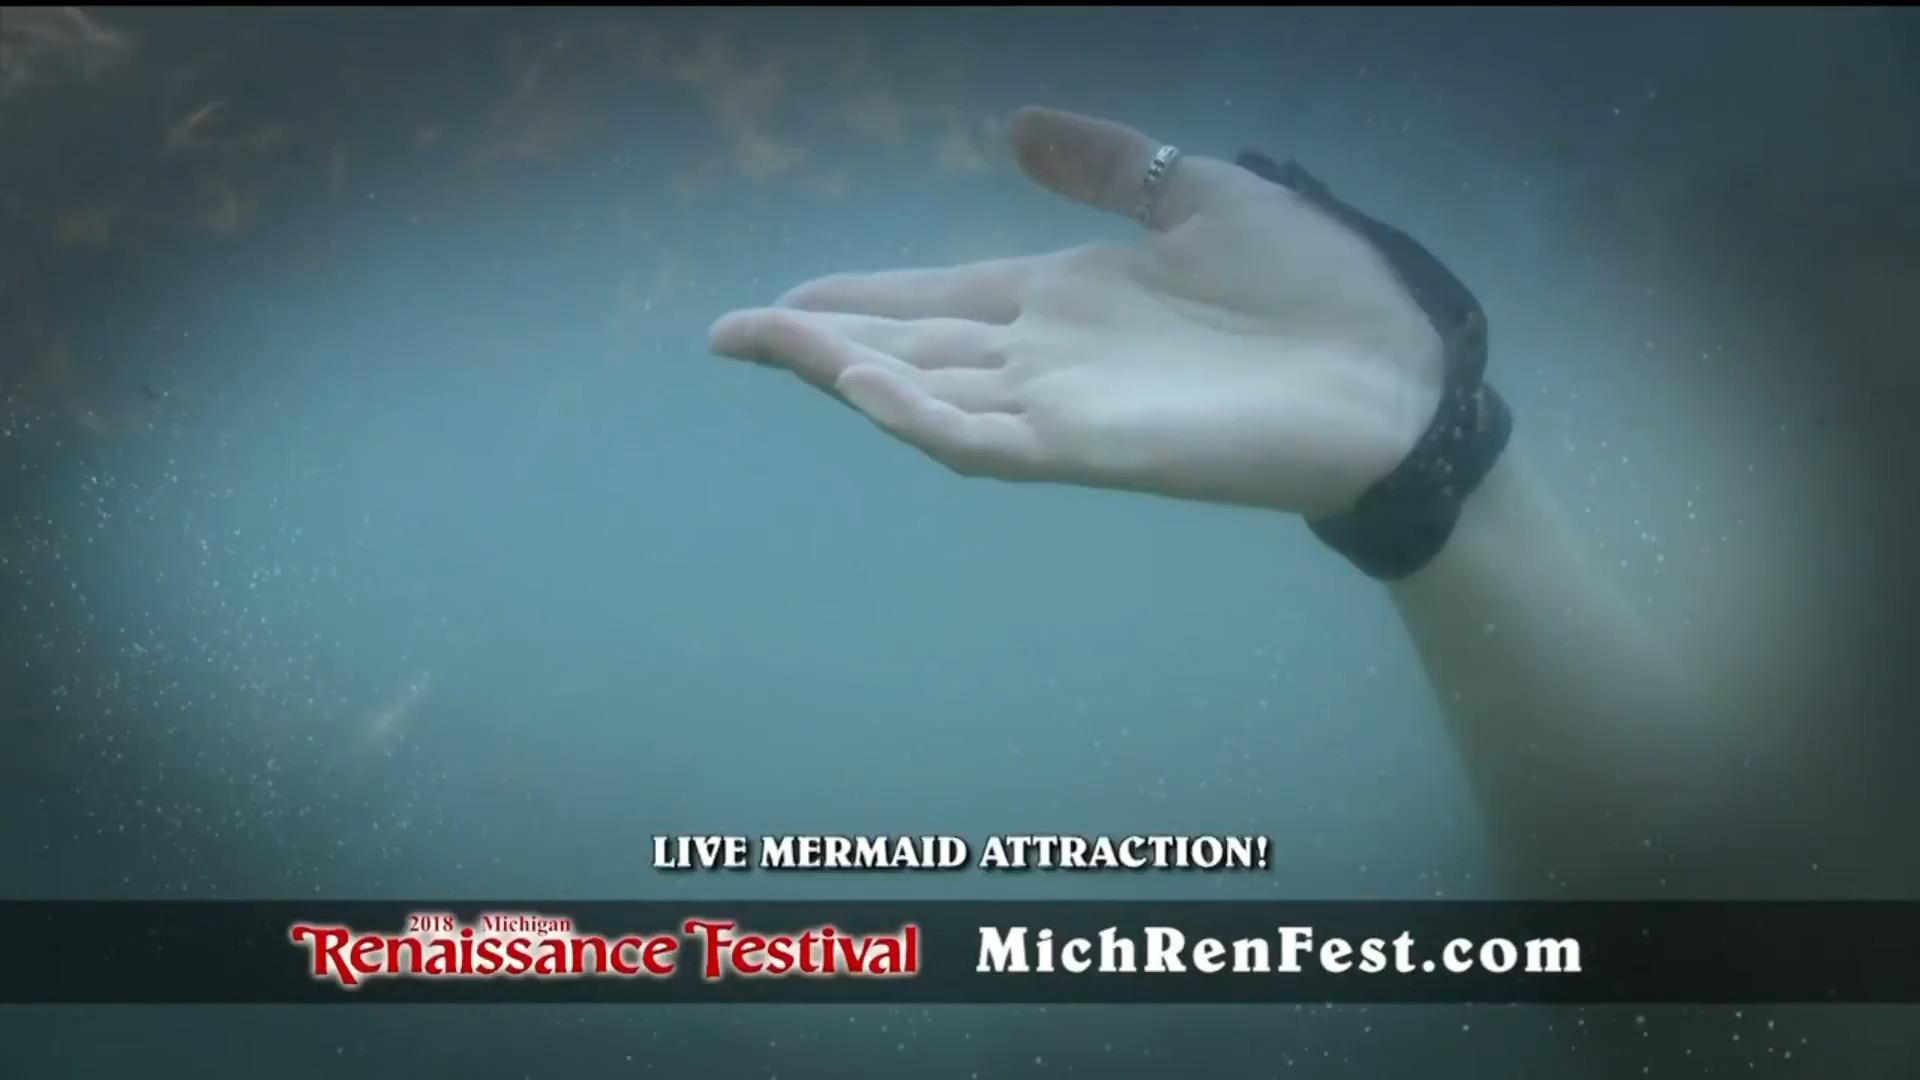 LIVE MERMAID ATTRACTION!
2018 Michigan
Renaissance Festival
MichRenFest.com